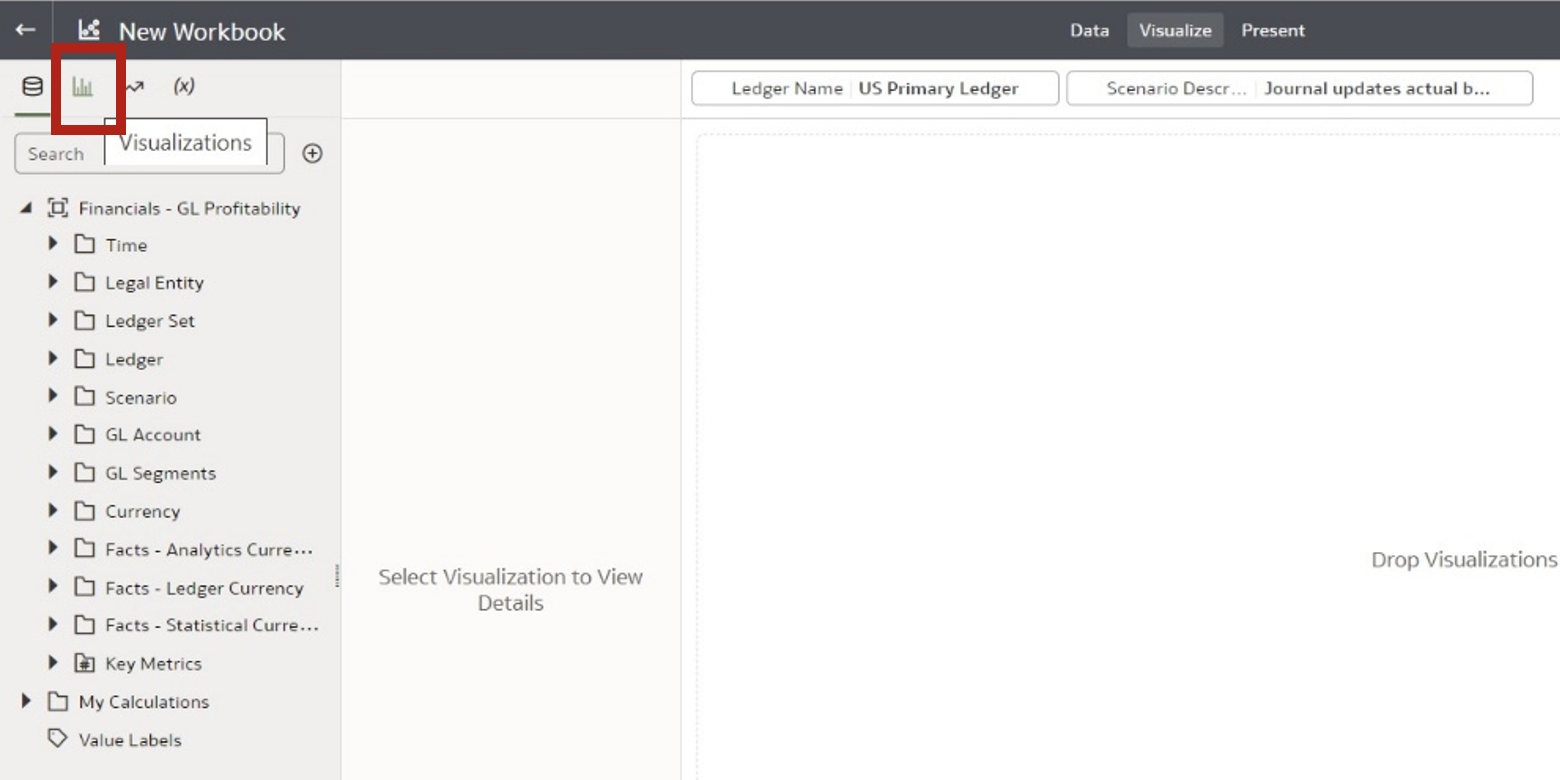 New Workbook
Data
Visualize
Present
(x)
Ledger Name US Primary Ledger
Scenario Descr... Journal updates actual b...
Visualizations
Search
Financials - GL Profitability
Time
Legal Entity
Ledger Set
Ledger
Scenario
GL Account
GL Segments
Currency
Facts - Analytics Curre...
Facts - Ledger Currency
Facts - Statistical Curre...
Key Metrics
My Calculations
Value Labels
Select Visualization to View
Details
Drop Visualizations